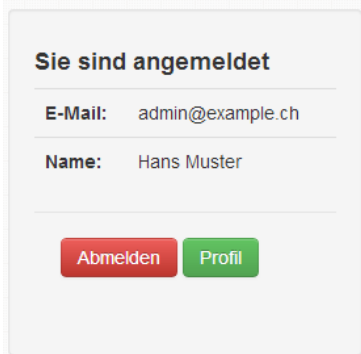 Sie sind angemeldet
E-Mail: admin@example.ch
Name: Hans Muster
Abmelden Profil